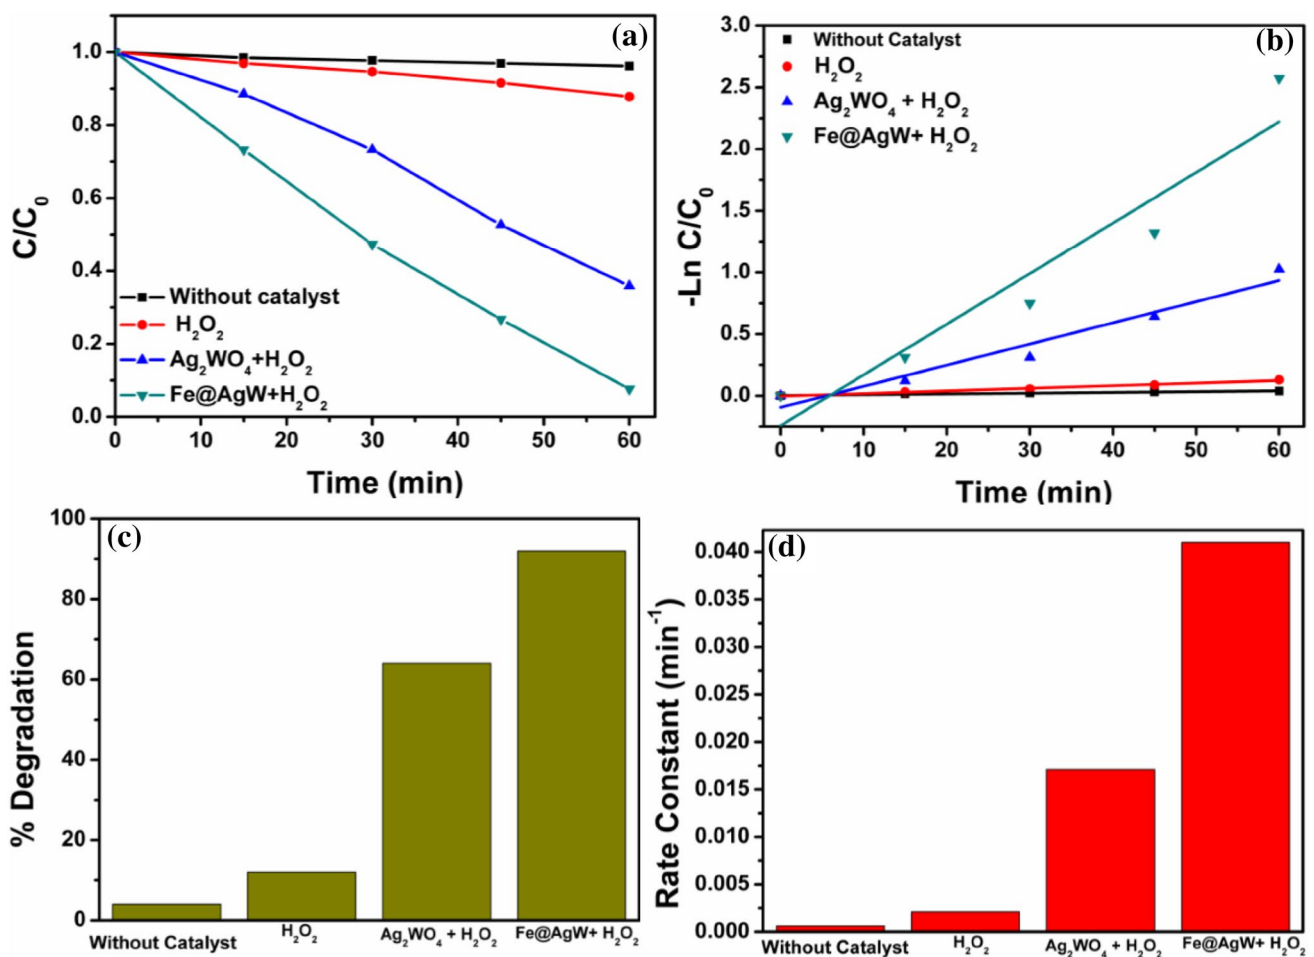 (a)
1.0
0.8
0.6
0.4
0.2
0.0
C/C₀
Without catalyst
H₂O₂
Ag₂WO₄+H₂O₂
Fe@AgW+H₂O₂
0 10 20 30 40 50 60
Time (min)
(b)
3.0
2.5
2.0
1.5
1.0
0.5
0.0
-Ln C/C₀
Without Catalyst
H₂O₂
Ag₂WO₄ + H₂O₂
Fe@AgW+ H₂O₂
0 10 20 30 40 50 60
Time (min)
(c)
100
80
60
40
20
0
% Degradation
Without Catalyst H₂O₂ Ag₂WO₄ + H₂O₂ Fe@AgW+ H₂O₂
(d)
0.040
0.035
0.030
0.025
0.020
0.015
0.010
0.005
0.000
Rate Constant (min⁻¹)
Without Catalyst H₂O₂ Ag₂WO₄ + H₂O₂ Fe@AgW+ H₂O₂